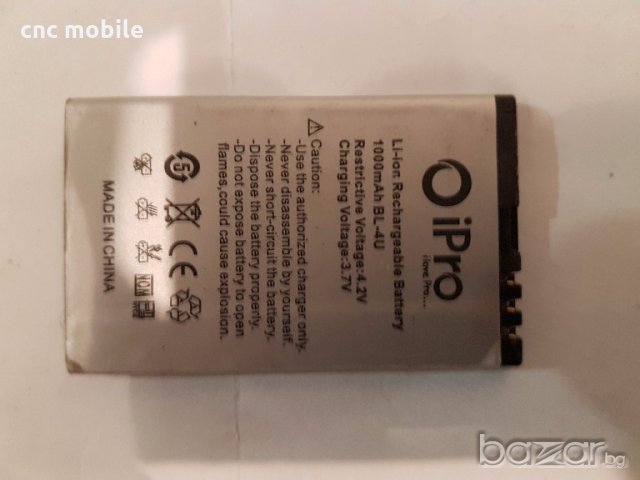 cnc mobile
iPro
ilove Pro...
Li-ion Rechargeable Battery
1000mAh BL-4U
Restrictive Voltage:4.2V
Charging Voltage:3.7V
Caution:
-Use the authorized charger only.
-Never disassemble by yourself.
-Never short-circuit the battery.
-Dispose the battery properly.
-Do not expose battery to open
flames,could cause explosion.
5
CE
MADE IN CHINA
bazar.bg